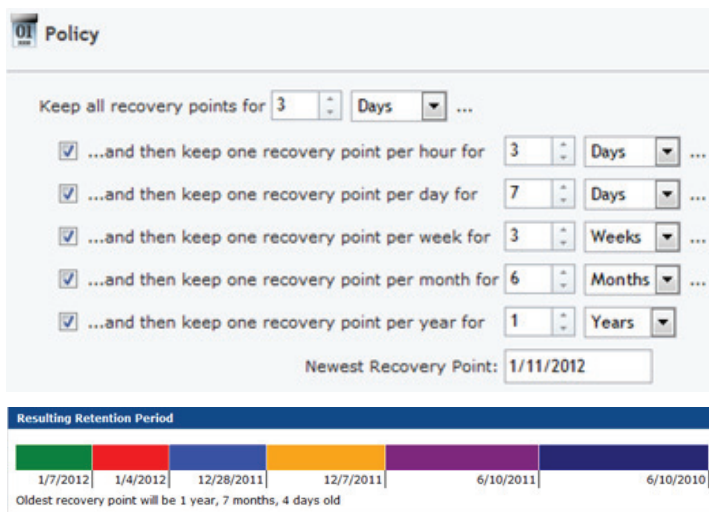 01 Policy
Keep all recovery points for 3 Days ...
...and then keep one recovery point per hour for 3 Days ...
...and then keep one recovery point per day for 7 Days ...
...and then keep one recovery point per week for 3 Weeks ...
...and then keep one recovery point per month for 6 Months ...
...and then keep one recovery point per year for 1 Years
Newest Recovery Point: 1/11/2012
Resulting Retention Period
1/7/2012 1/4/2012 12/28/2011 12/7/2011 6/10/2011 6/10/2010
Oldest recovery point will be 1 year, 7 months, 4 days old